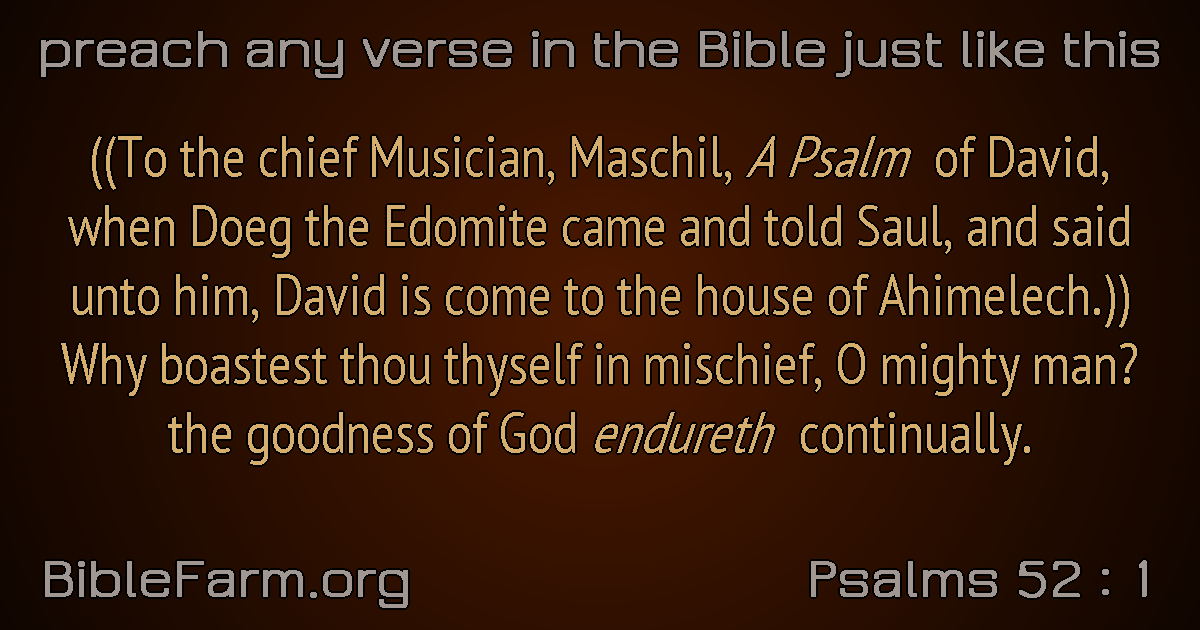 preach any verse in the Bible just like this
((To the chief Musician, Maschil, A Psalm of David,
when Doeg the Edomite came and told Saul, and said
unto him, David is come to the house of Ahimelech.))
Why boastest thou thyself in mischief, O mighty man?
the goodness of God endureth continually.
BibleFarm.org
Psalms 52 : 1